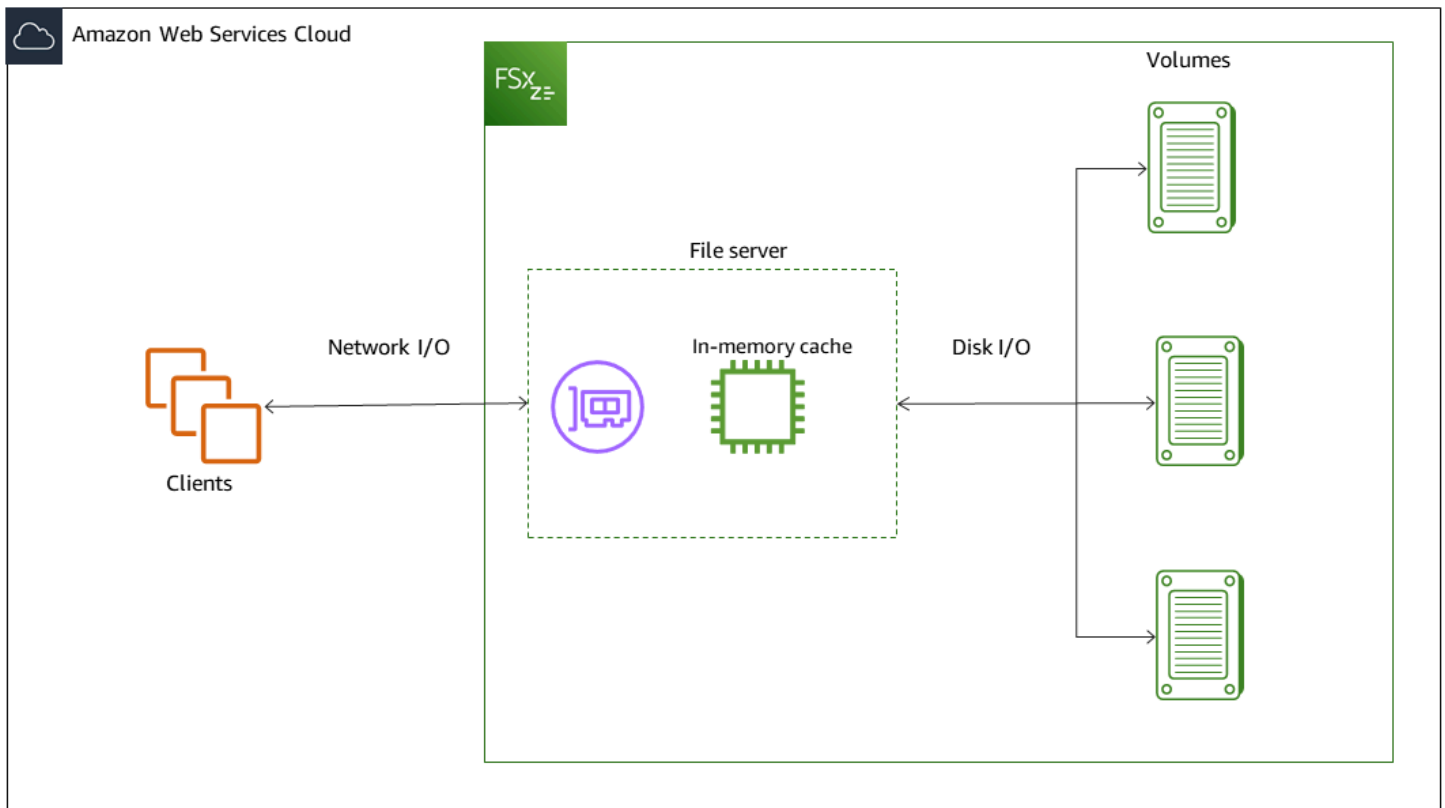 Amazon Web Services Cloud
FSx
Volumes
File server
Network I/O
In-memory cache
Disk I/O
Clients